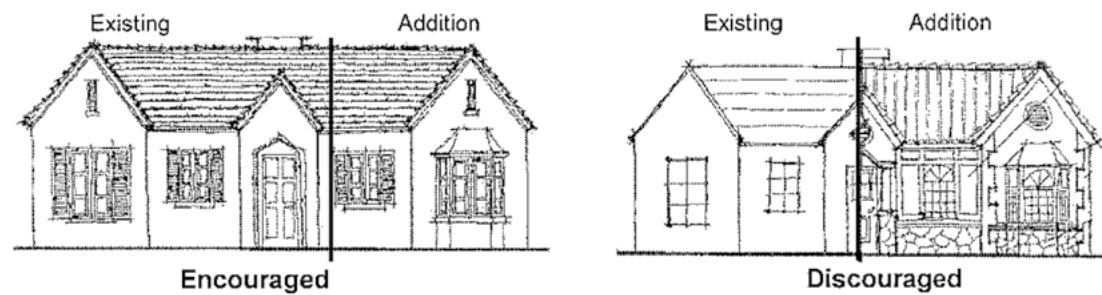 Existing
Addition
Encouraged
Existing
Addition
Discouraged